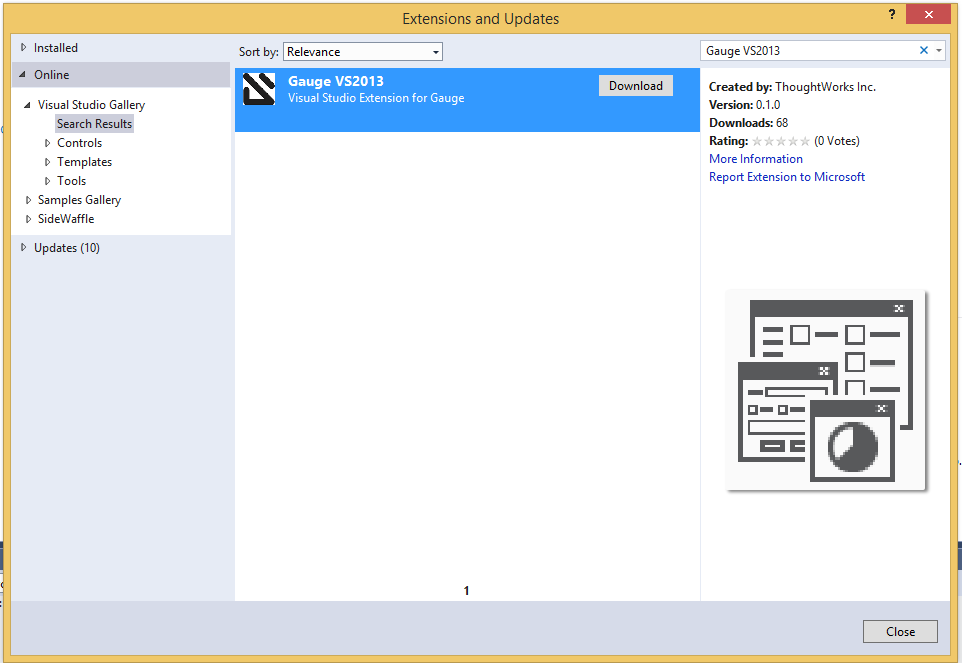 Extensions and Updates
?
Installed
Online
Visual Studio Gallery
Search Results
Controls
Templates
Tools
Samples Gallery
SideWaffle
Updates (10)
Sort by: Relevance
Gauge VS2013
Visual Studio Extension for Gauge
Download
1
Gauge VS2013
Created by: ThoughtWorks Inc.
Version: 0.1.0
Downloads: 68
Rating: (0 Votes)
More Information
Report Extension to Microsoft
Close